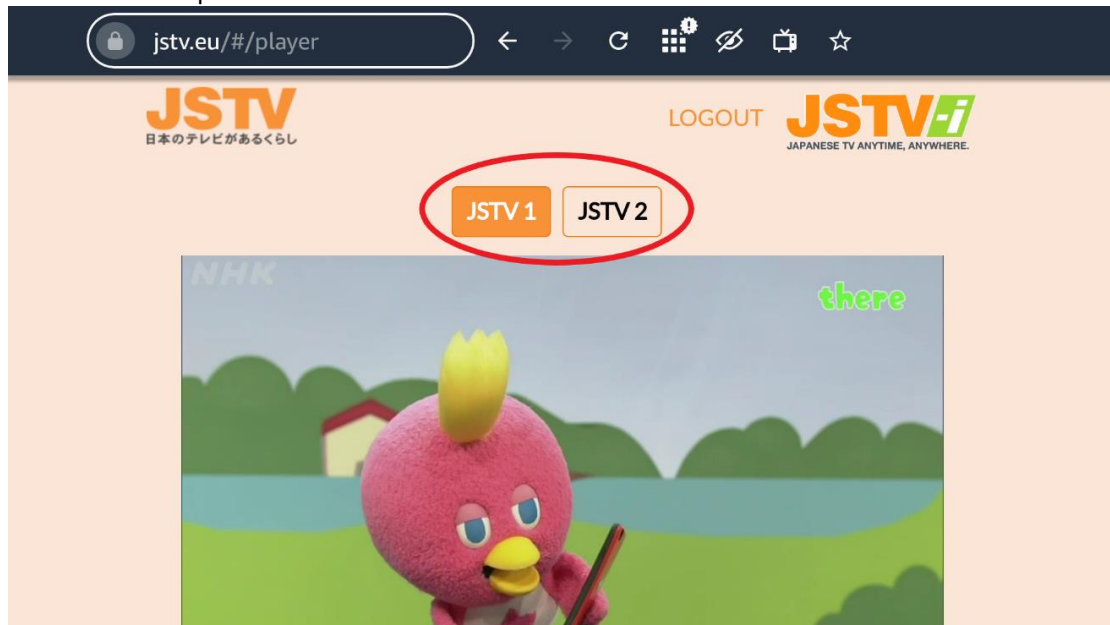 jstv.eu/#/player
JSTV
日本のテレビがあるくらし
LOGOUT
JSTV-i
JAPANESE TV ANYTIME, ANYWHERE.
JSTV 1
JSTV 2
NHK
there